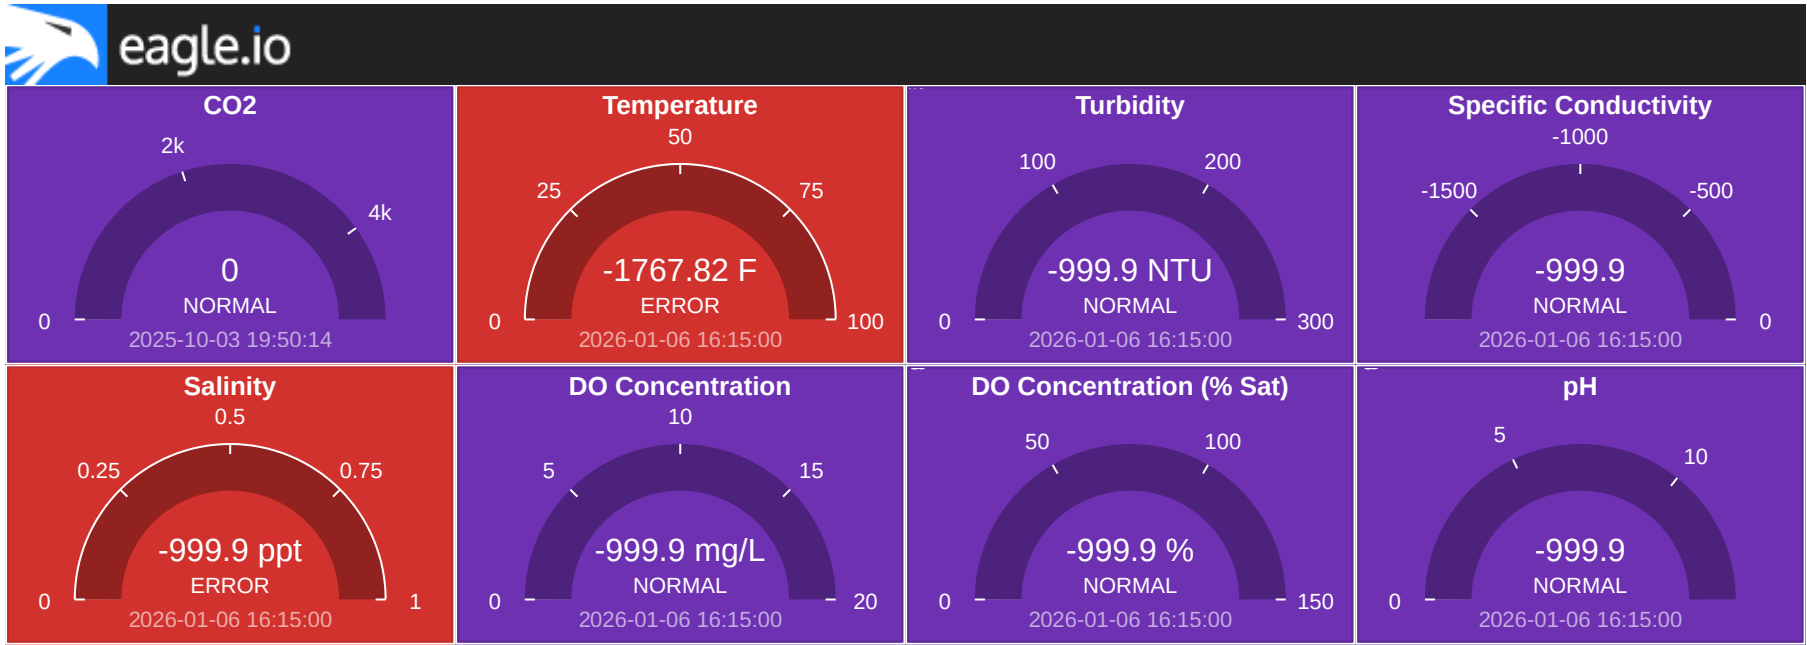 eagle.io
CO2
2k
4k
0
NORMAL
0
2025-10-03 19:50:14
Temperature
50
25
75
-1767.82 F
ERROR
0
100
2026-01-06 16:15:00
Turbidity
100
200
-999.9 NTU
NORMAL
0
300
2026-01-06 16:15:00
Specific Conductivity
-1000
-1500
-500
-999.9
NORMAL
0
2026-01-06 16:15:00
Salinity
0.5
0.25
0.75
-999.9 ppt
ERROR
0
1
2026-01-06 16:15:00
DO Concentration
10
5
15
-999.9 mg/L
NORMAL
0
20
2026-01-06 16:15:00
DO Concentration (% Sat)
50
100
-999.9 %
NORMAL
0
150
2026-01-06 16:15:00
pH
5
10
-999.9
NORMAL
0
2026-01-06 16:15:00